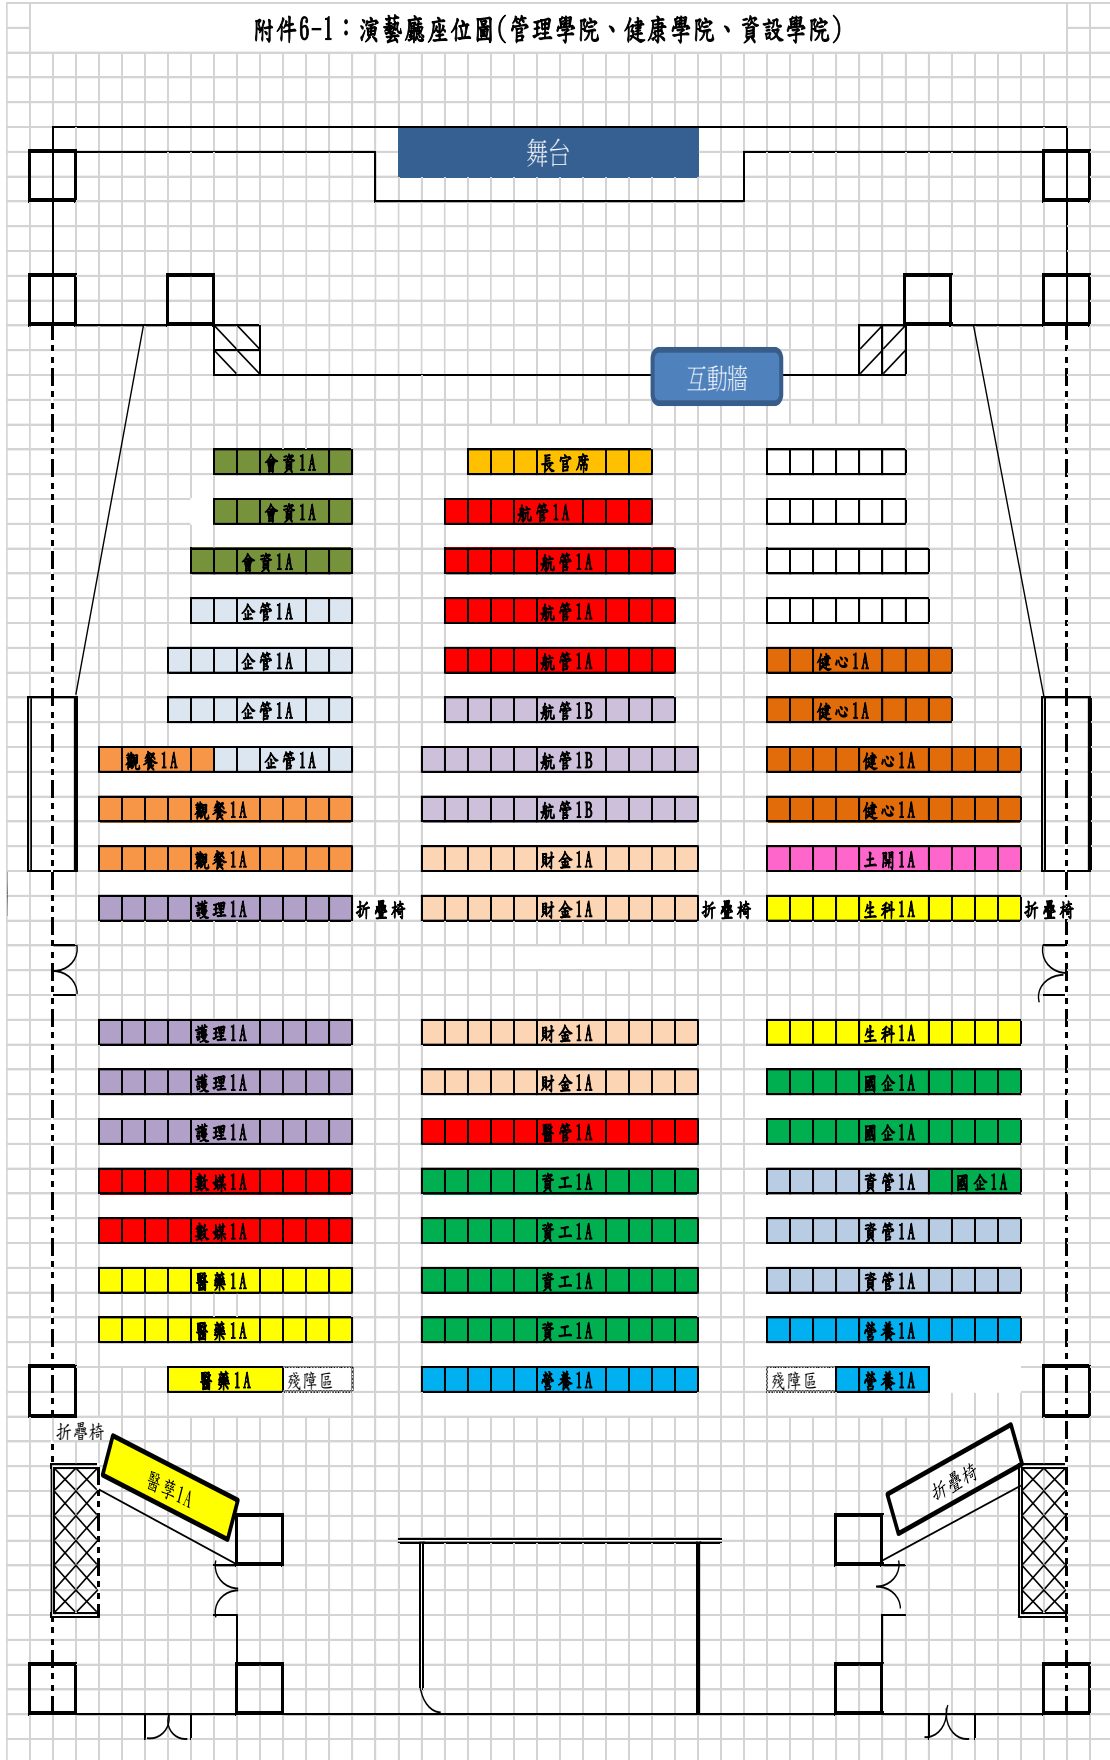 附件6-1：演藝廳座位圖(管理學院、健康學院、資設學院)
舞台
互動牆
會資1A 長官席
會資1A 航管1A
會資1A 航管1A
企管1A 航管1A
企管1A 航管1A 健心1A
企管1A 航管1B 健心1A
觀餐1A 企管1A 航管1B 健心1A
觀餐1A 航管1B 健心1A
觀餐1A 財金1A 土開1A
護理1A 折疊椅 財金1A 折疊椅 生科1A 折疊椅
護理1A 財金1A 生科1A
護理1A 財金1A 國企1A
護理1A 醫管1A 國企1A
數媒1A 資工1A 資管1A 國企1A
數媒1A 資工1A 資管1A
醫藥1A 資工1A 資管1A
醫藥1A 資工1A 營養1A
醫藥1A 殘障區 營養1A 殘障區 營養1A
折疊椅
醫藥1A 折疊椅